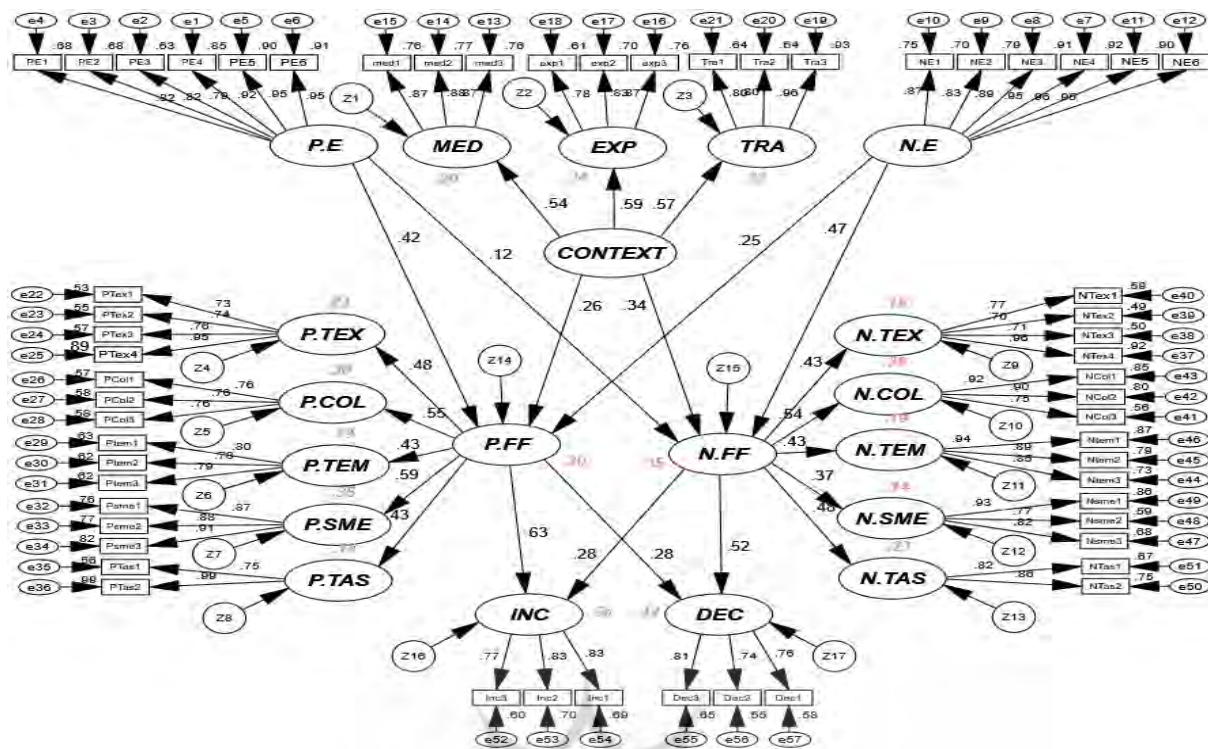 e4 e3 e2 e1 e5 e6 e15 e14 e13 e18 e17 e16 e21 e20 e19 e10 e9 e8 e7 e11 e12
.68 .68 .63 .85 .90 .91 .76 .77 .76 .61 .70 .76 .64 .64 .93 .75 .70 .79 .91 .92 .90
PE1 PE2 PE3 PE4 PE5 PE6 med1 med2 med3 exp1 exp2 exp3 Tra1 Tra2 Tra3 NE1 NE2 NE3 NE4 NE5 NE6
.82 .82 .79 .92 .95 .95 .87 .88 .87 .78 .83 .87 .80 .80 .96 .87 .83 .89 .95 .96 .95
Z1 Z2 Z3
P.E MED EXP TRA N.E
.54 .59 .57
.42 .12 CONTEXT .25 .47
.26 .34
e22 .53 PTex1 .73
e23 .55 PTex2 .74
e24 .57 PTex3 .76
e25 .89 PTex4 .95
Z4 P.TEX .48
e26 .57 PCol1 .76
e27 .58 PCol2 .76
e28 .58 PCol3 .76
Z5 P.COL .55
e29 .63 Ptem1 .80
e30 .62 Ptem2 .78
e31 .62 Ptem3 .79
Z6 P.TEM .43
e32 .76 Psme1 .87
e33 .77 Psme2 .88
e34 .82 Psme3 .91
Z7 P.SME .59
e35 .56 PTas1 .75
e36 .99 PTas2 .99
Z8 P.TAS .43
Z14 P.FF .30
Z15 N.FF .35
N.TEX .43 Z9
.77 NTex1 .58 e40
.70 NTex2 .49 e39
.71 NTex3 .50 e38
.96 NTex4 .92 e37
N.COL .54 Z10
.92 NCol1 .85 e43
.90 NCol2 .80 e42
.75 NCol3 .56 e41
N.TEM .43 Z11
.94 Ntem1 .87 e46
.89 Ntem2 .79 e45
.85 Ntem3 .73 e44
N.SME .37 Z12
.93 Nsme1 .86 e49
.77 Nsme2 .59 e48
.82 Nsme3 .68 e47
N.TAS Z13
.82 NTas1 .67 e51
.86 NTas2 .75 e50
.63 .28 .28 .52
Z16 INC DEC Z17
.77 .83 .83 .81 .74 .76
Inc3 Inc2 Inc1 Dec3 Dec2 Dec1
.60 .70 .69 .65 .55 .58
e52 e53 e54 e55 e56 e57